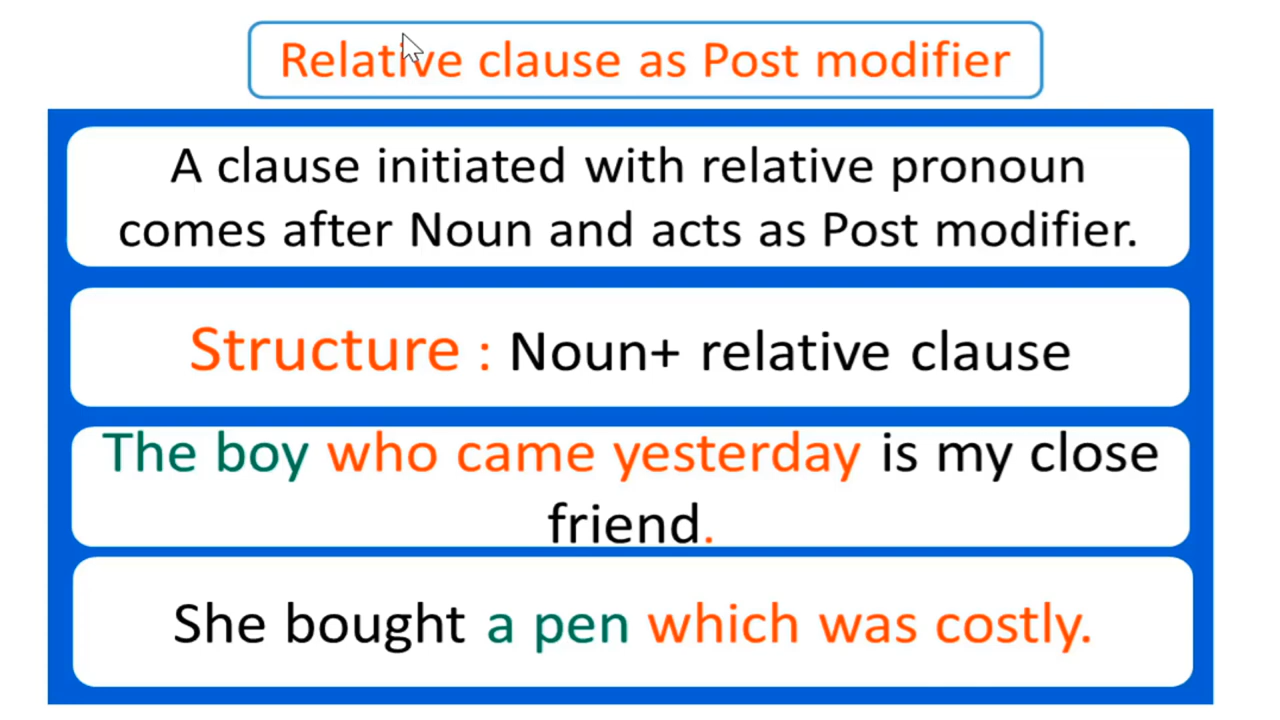 Relative clause as Post modifier
A clause initiated with relative pronoun
comes after Noun and acts as Post modifier.
Structure : Noun+ relative clause
The boy who came yesterday is my close
friend.
She bought a pen which was costly.